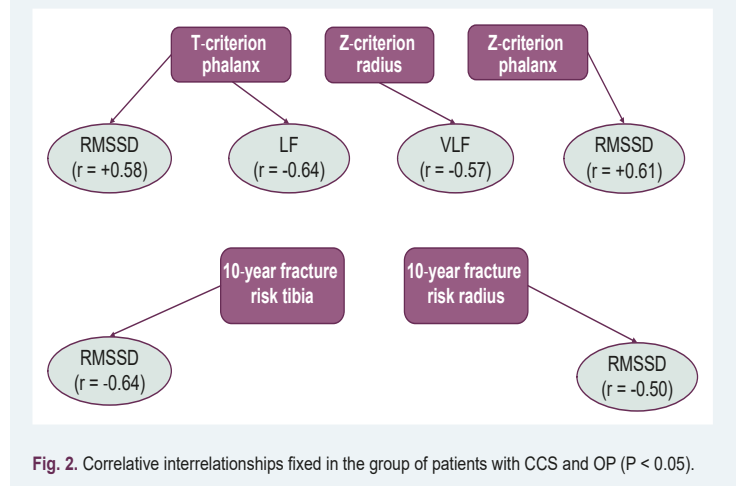 T-criterion
phalanx
Z-criterion
radius
Z-criterion
phalanx
RMSSD
(r = +0.58)
LF
(r = -0.64)
VLF
(r = -0.57)
RMSSD
(r = +0.61)
10-year fracture
risk tibia
10-year fracture
risk radius
RMSSD
(r = -0.64)
RMSSD
(r = -0.50)
Fig. 2. Correlative interrelationships fixed in the group of patients with CCS and OP (P < 0.05).